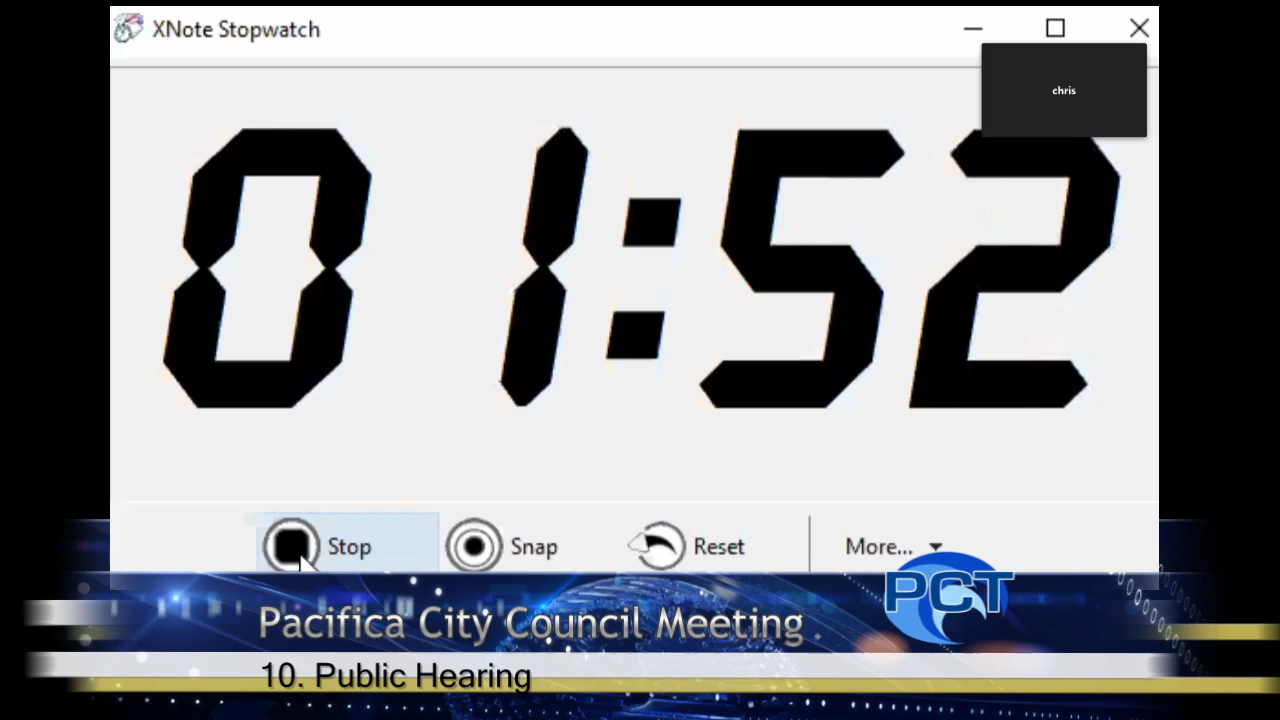 XNote Stopwatch
chris
01:52
Stop Snap Reset More...
PCT
Pacifica City Council Meeting
10. Public Hearing